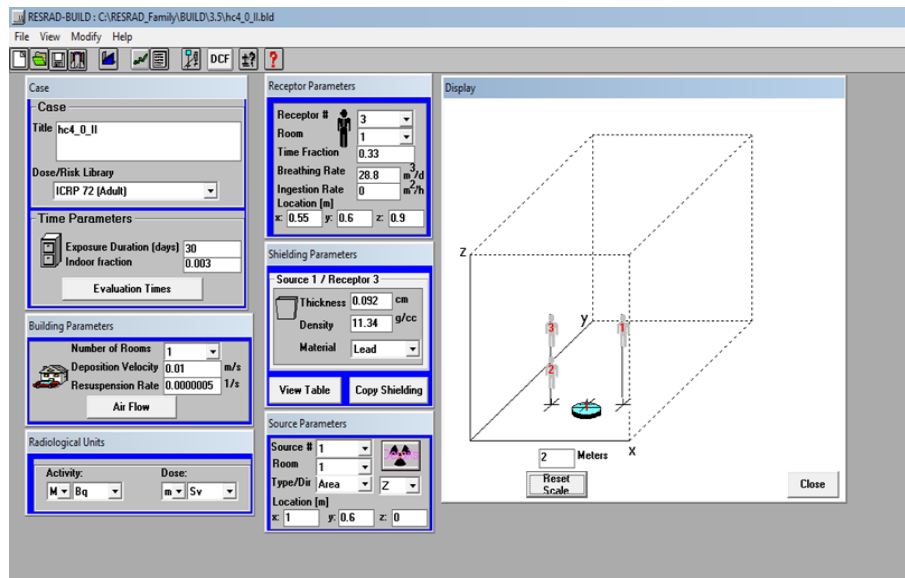 RESRAD-BUILD : C:\RESRAD_Family\BUILD\3.5\hc4_0_II.bld
File View Modify Help
DCF ±? ?
Case
Case
Title hc4_0_II
Dose/Risk Library
ICRP 72 (Adult)
Time Parameters
Exposure Duration (days) 30
Indoor fraction 0.003
Evaluation Times
Building Parameters
Number of Rooms 1
Deposition Velocity 0.01 m/s
Resuspension Rate 0.0000005 1/s
Air Flow
Radiological Units
Activity: Dose:
M Bq m Sv
Receptor Parameters
Receptor # 3
Room 1
Time Fraction 0.33
Breathing Rate 28.8 m3/d
Ingestion Rate 0 m2/h
Location [m]
x: 0.55 y: 0.6 z: 0.9
Shielding Parameters
Source 1 / Receptor 3
Thickness 0.092 cm
Density 11.34 g/cc
Material Lead
View Table Copy Shielding
Source Parameters
Source # 1
Room 1
Type/Dir Area Z
Location [m]
x: 1 y: 0.6 z: 0
Display
z
y
3 1
2
1
x
2 Meters
Reset Scale
Close